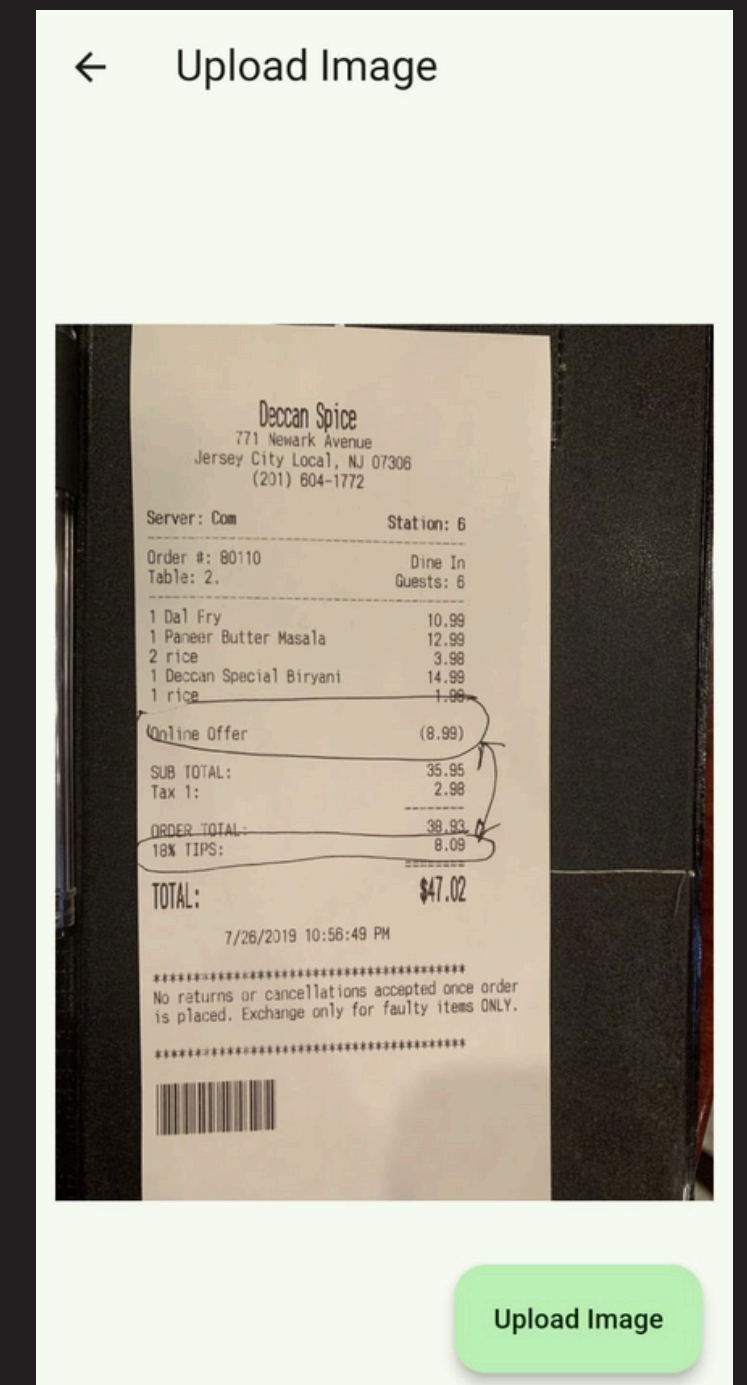 Upload Image
Deccan Spice
771 Newark Avenue
Jersey City Local, NJ 07306
(201) 604-1772
Server: Com Station: 6
Order #: 80110 Dine In
Table: 2. Guests: 6
1 Dal Fry 10.99
1 Paneer Butter Masala 12.99
2 rice 3.98
1 Deccan Special Biryani 14.99
1 rice 1.99
Online Offer (8.99)
SUB TOTAL: 35.95
Tax 1: 2.98
ORDER TOTAL: 38.93
18% TIPS: 8.09
TOTAL: $47.02
7/26/2019 10:56:49 PM
****************************************
No returns or cancellations accepted once order
is placed. Exchange only for faulty items ONLY.
****************************************
Upload Image